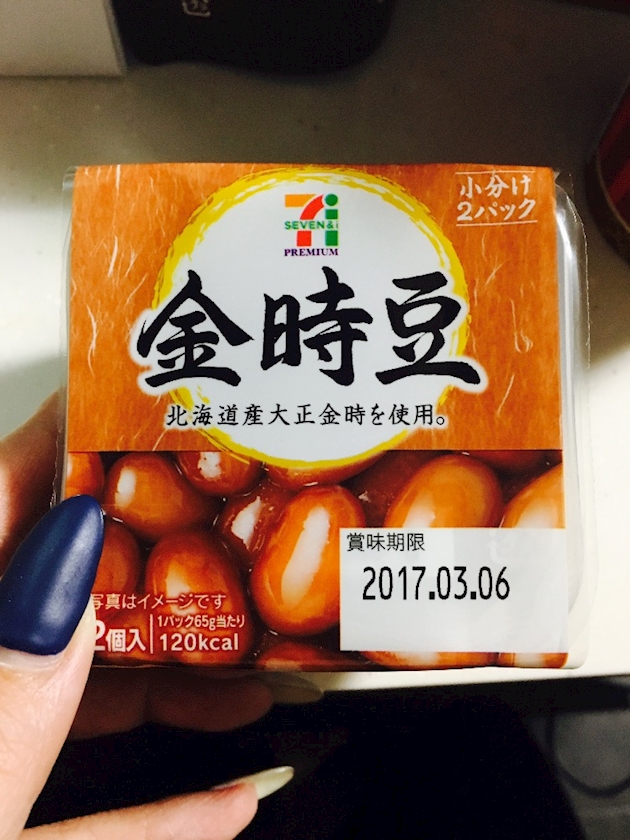 小分け
2パック
SEVEN&i
PREMIUM
金時豆
北海道産大正金時を使用。
賞味期限
2017.03.06
写真はイメージです
2個入
1パック65g当たり
120kcal